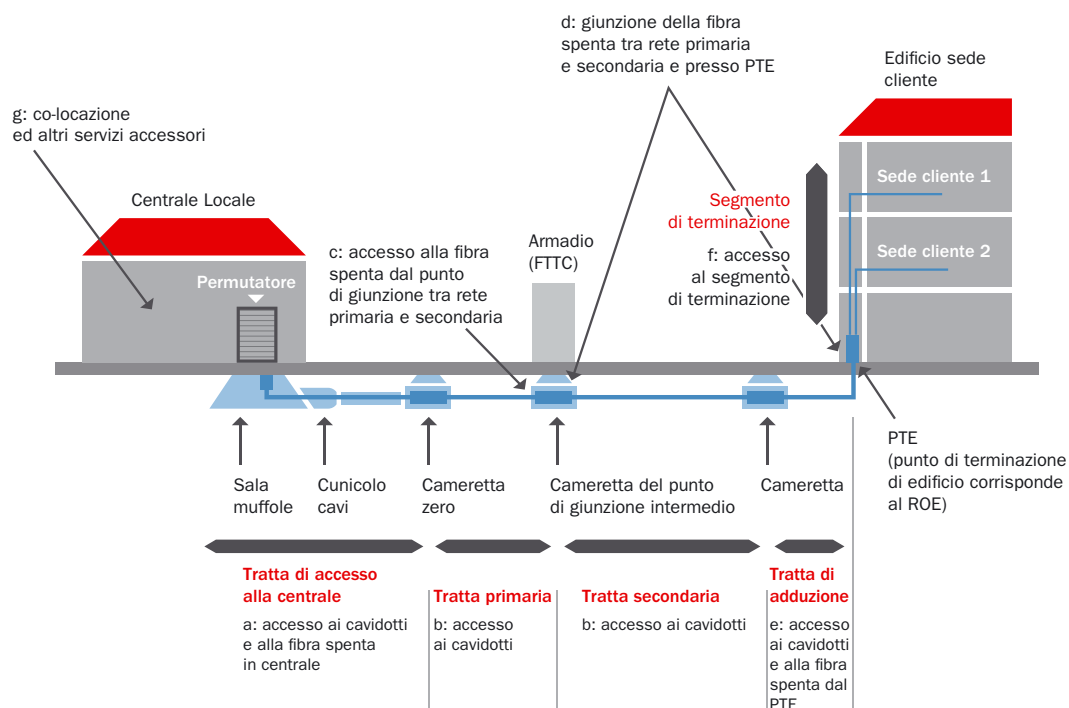 d: giunzione della fibra
spenta tra rete primaria
e secondaria e presso PTE
Edificio sede
cliente
g: co-locazione
ed altri servizi accessori
Centrale Locale
Permutatore
c: accesso alla fibra
spenta dal punto
di giunzione tra rete
primaria e secondaria
Armadio
(FTTC)
Segmento
di terminazione
f: accesso
al segmento
di terminazione
Sede cliente 1
Sede cliente 2
PTE
(punto di terminazione
di edificio corrisponde
al ROE)
Sala
muffole
Cunicolo
cavi
Cameretta
zero
Cameretta del punto
di giunzione intermedio
Cameretta
Tratta di accesso
alla centrale
a: accesso ai cavidotti
e alla fibra spenta
in centrale
Tratta primaria
b: accesso
ai cavidotti
Tratta secondaria
b: accesso ai cavidotti
Tratta di
adduzione
e: accesso
ai cavidotti
e alla fibra
spenta dal
PTE